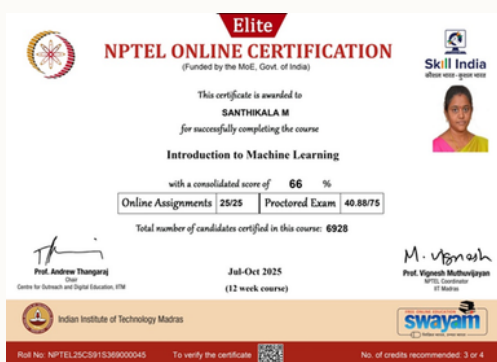 Elite
NPTEL ONLINE CERTIFICATION
(Funded by the MoE, Govt. of India)
Skill India
कौशल भारत - कुशल भारत
This certificate is awarded to
SANTHIKALA M
for successfully completing the course
Introduction to Machine Learning
with a consolidated score of 66 %
Online Assignments 25/25 Proctored Exam 40.88/75
Total number of candidates certified in this course: 6928
M. Vignesh
Prof. Andrew Thangaraj
Chair
Centre for Outreach and Digital Education, IITM
Jul-Oct 2025
(12 week course)
Prof. Vignesh Muthuvijayan
NPTEL Coordinator
IIT Madras
Indian Institute of Technology Madras
swayam
Roll No: NPTEL25CS91S369000045
To verify the certificate
No. of credits recommended: 3 or 4